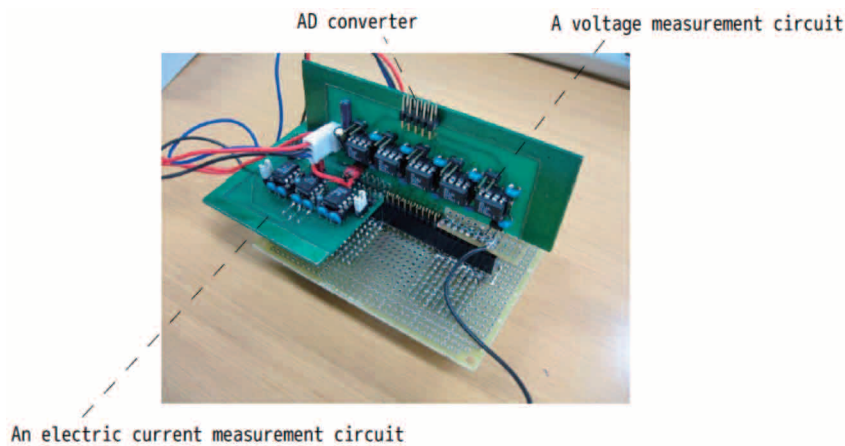 AD converter
A voltage measurement circuit
An electric current measurement circuit